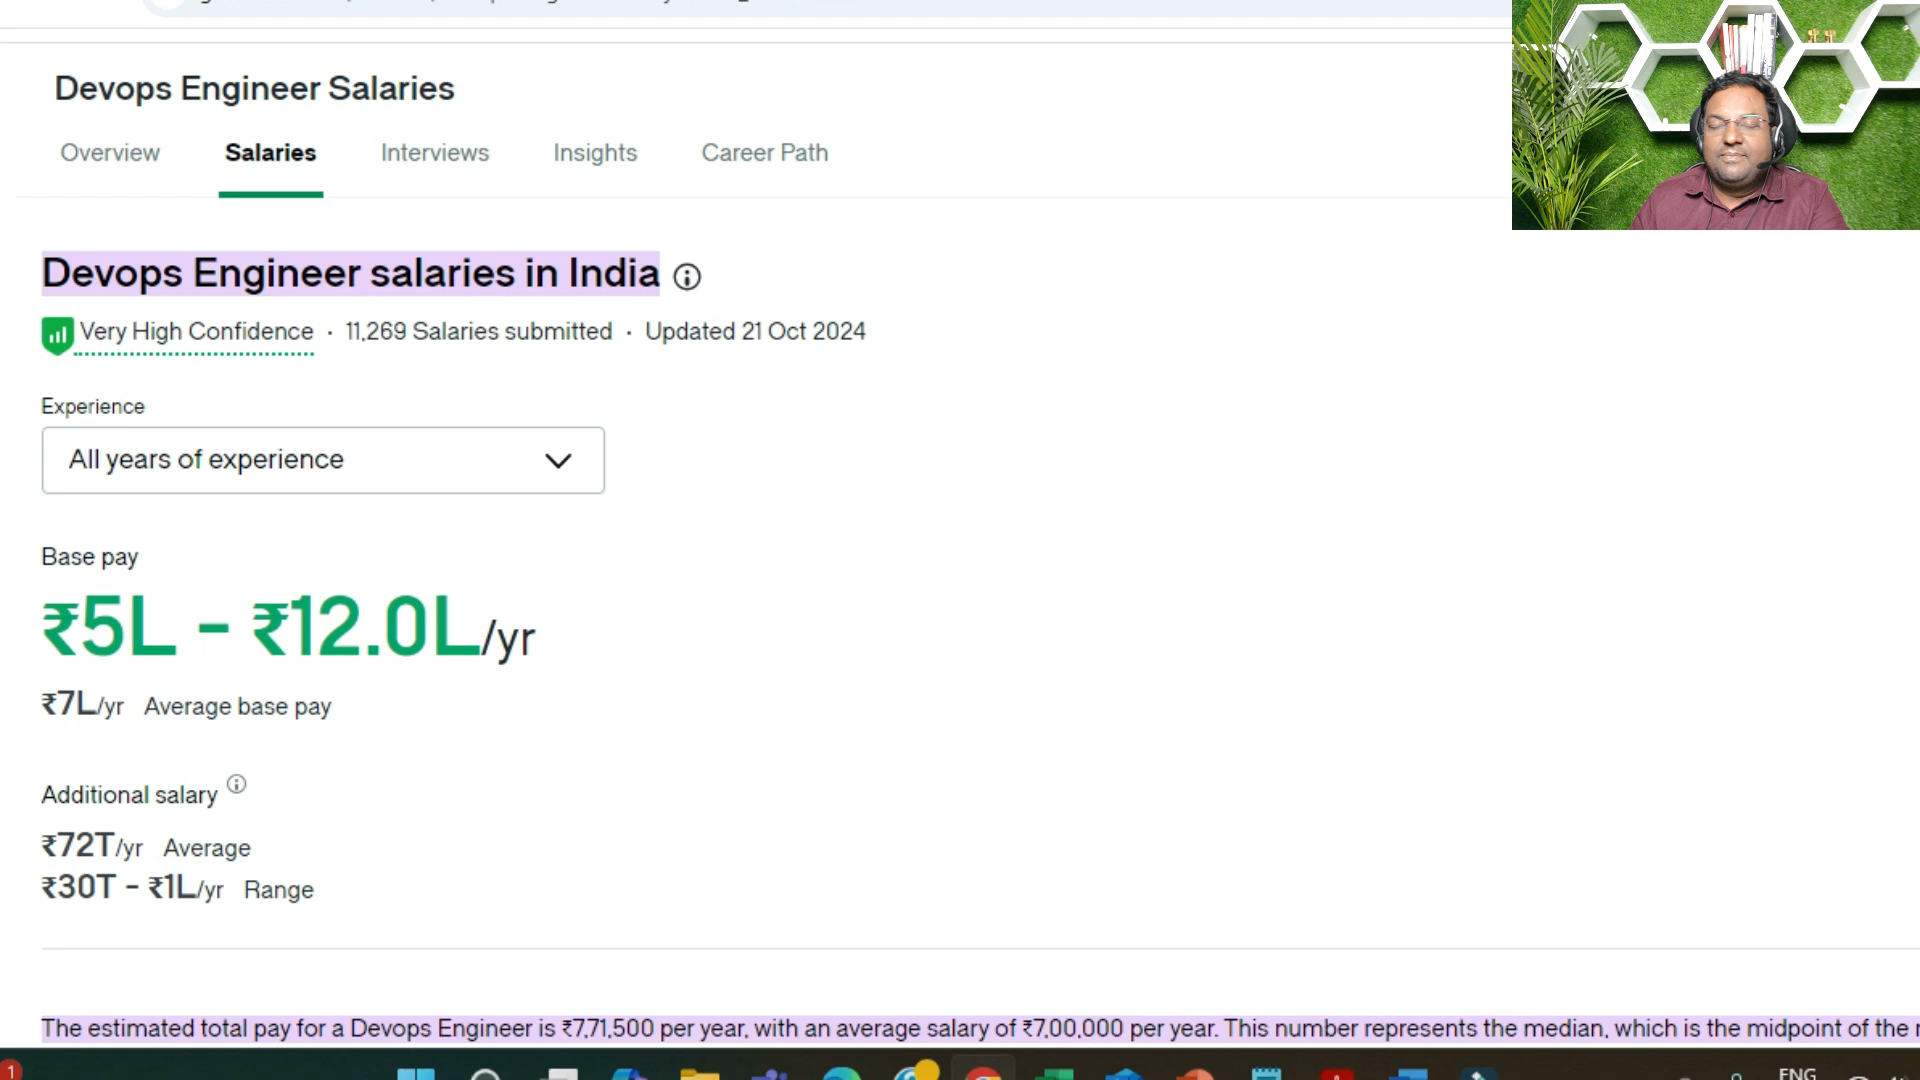 Devops Engineer Salaries
Overview Salaries Interviews Insights Career Path
Devops Engineer salaries in India
Very High Confidence · 11,269 Salaries submitted · Updated 21 Oct 2024
Experience
All years of experience
Base pay
₹5L - ₹12.0L/yr
₹7L/yr Average base pay
Additional salary
₹72T/yr Average
₹30T - ₹1L/yr Range
The estimated total pay for a Devops Engineer is ₹7,71,500 per year, with an average salary of ₹7,00,000 per year. This number represents the median, which is the midpoint of the
1
ENG